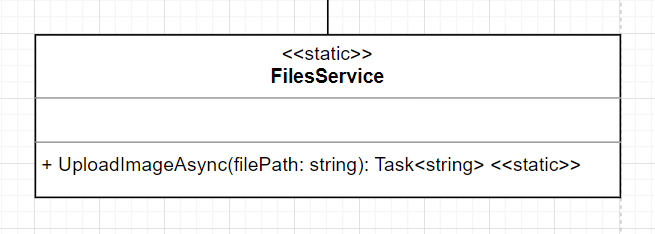 <<static>>
FilesService
+ UploadImageAsync(filePath: string): Task<string> <<static>>